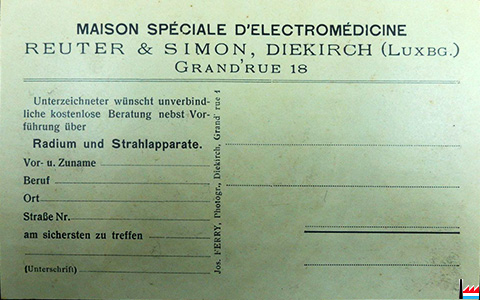 MAISON SPÉCIALE D'ELECTROMÉDICINE
REUTER & SIMON, DIEKIRCH (LUXBG.)
GRAND'RUE 18
Unterzeichneter wünscht unverbind-
liche kostenlose Beratung nebst Vor-
führung über
Radium und Strahlapparate.
Vor- u. Zuname
Beruf
Ort
Straße Nr.
am sichersten zu treffen
(Unterschrift)
Jos. FERRY, Photogr., Diekirch, Grand' rue 1